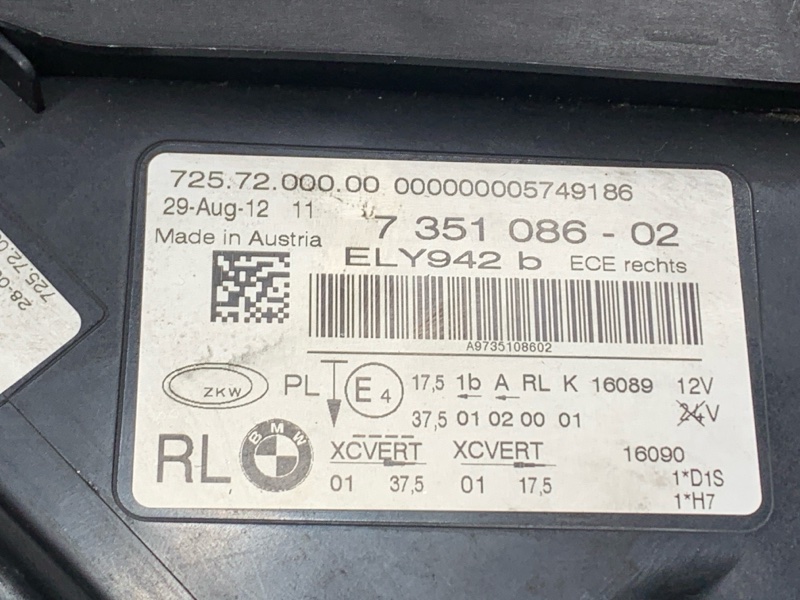 725.72.000.00 000000005749186
29-Aug-12 11
7 351 086 - 02
Made in Austria
ELY942 b ECE rechts
A9735108602
ZKW
PL E4 17,5 1b A RL K 16089 12V
37,5 01 02 00 01 24V
RL BMW XCVERT XCVERT 16090
01 37,5 01 17,5 1*D1S
1*H7